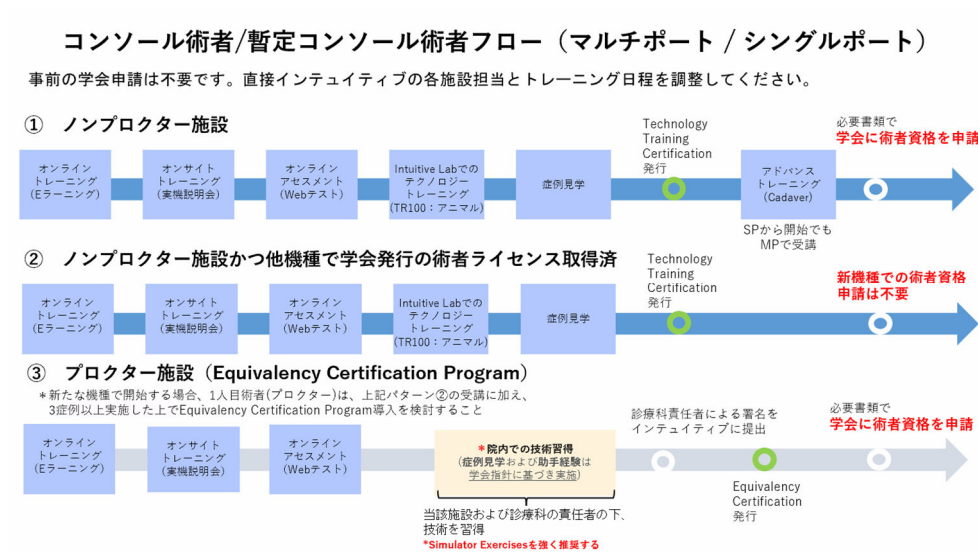 コンソール術者/暫定コンソール術者フロー（マルチポート / シングルポート）
事前の学会申請は不要です。直接インテュイティブの各施設担当とトレーニング日程を調整してください。
① ノンプロクター施設
オンライン
トレーニング
(Eラーニング)
オンサイト
トレーニング
(実機説明会)
オンライン
アセスメント
(Webテスト)
Intuitive Labでの
テクノロジー
トレーニング
(TR100：アニマル)
症例見学
Technology
Training
Certification
発行
アドバンス
トレーニング
(Cadaver)
SPから開始でも
MPで受講
必要書類で
学会に術者資格を申請
② ノンプロクター施設かつ他機種で学会発行の術者ライセンス取得済
オンライン
トレーニング
(Eラーニング)
オンサイト
トレーニング
(実機説明会)
オンライン
アセスメント
(Webテスト)
Intuitive Labでの
テクノロジー
トレーニング
(TR100：アニマル)
症例見学
Technology
Training
Certification
発行
新機種での術者資格
申請は不要
③ プロクター施設（Equivalency Certification Program）
＊新たな機種で開始する場合、1人目術者(プロクター)は、上記パターン②の受講に加え、
3症例以上実施した上でEquivalency Certification Program導入を検討すること
オンライン
トレーニング
(Eラーニング)
オンサイト
トレーニング
(実機説明会)
オンライン
アセスメント
(Webテスト)
*院内での技術習得
(症例見学および助手経験は
学会指針に基づき実施)
当該施設および診療科の責任者の下、
技術を習得
*Simulator Exercisesを強く推奨する
診療科責任者による署名を
インテュイティブに提出
Equivalency
Certification
発行
必要書類で
学会に術者資格を申請